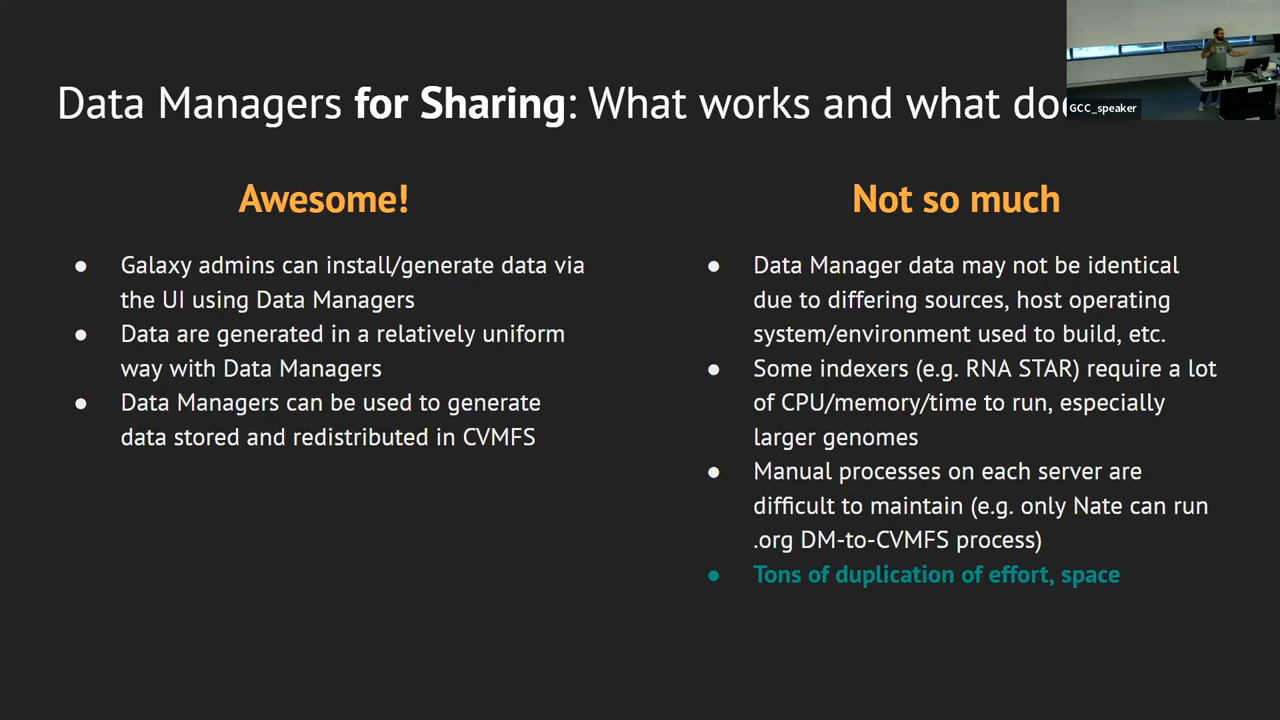 Data Managers for Sharing: What works and what do
GCC_speaker
Awesome!
● Galaxy admins can install/generate data via
the UI using Data Managers
● Data are generated in a relatively uniform
way with Data Managers
● Data Managers can be used to generate
data stored and redistributed in CVMFS
Not so much
● Data Manager data may not be identical
due to differing sources, host operating
system/environment used to build, etc.
● Some indexers (e.g. RNA STAR) require a lot
of CPU/memory/time to run, especially
larger genomes
● Manual processes on each server are
difficult to maintain (e.g. only Nate can run
.org DM-to-CVMFS process)
● Tons of duplication of effort, space